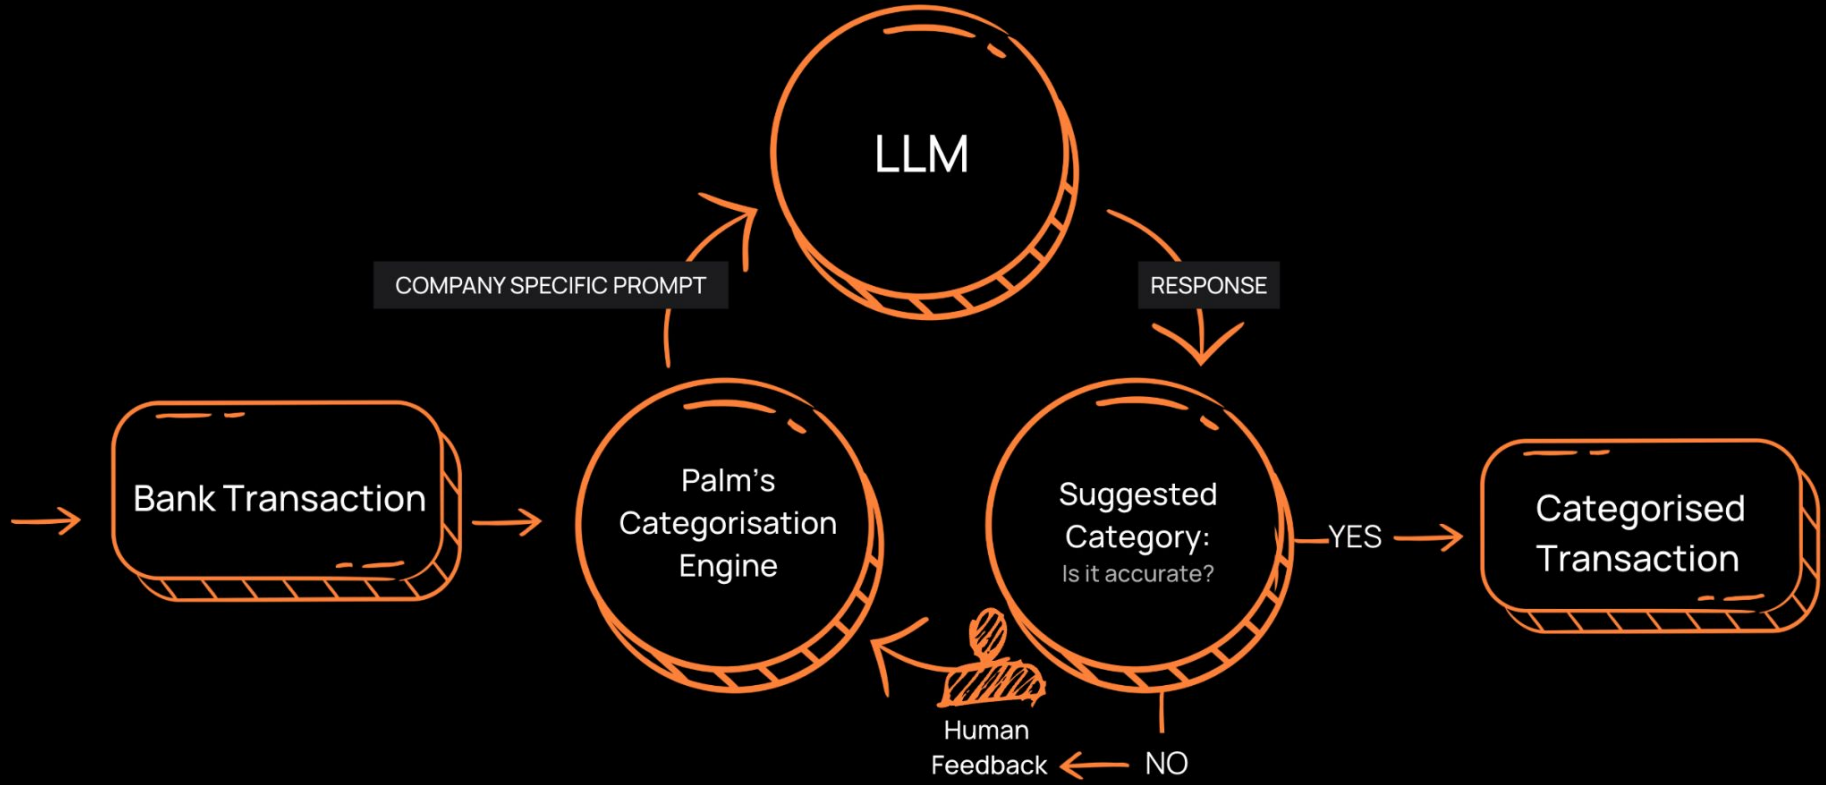 LLM
COMPANY SPECIFIC PROMPT
RESPONSE
Bank Transaction
Palm's
Categorisation
Engine
Suggested
Category:
Is it accurate?
YES
Categorised
Transaction
Human
Feedback
NO